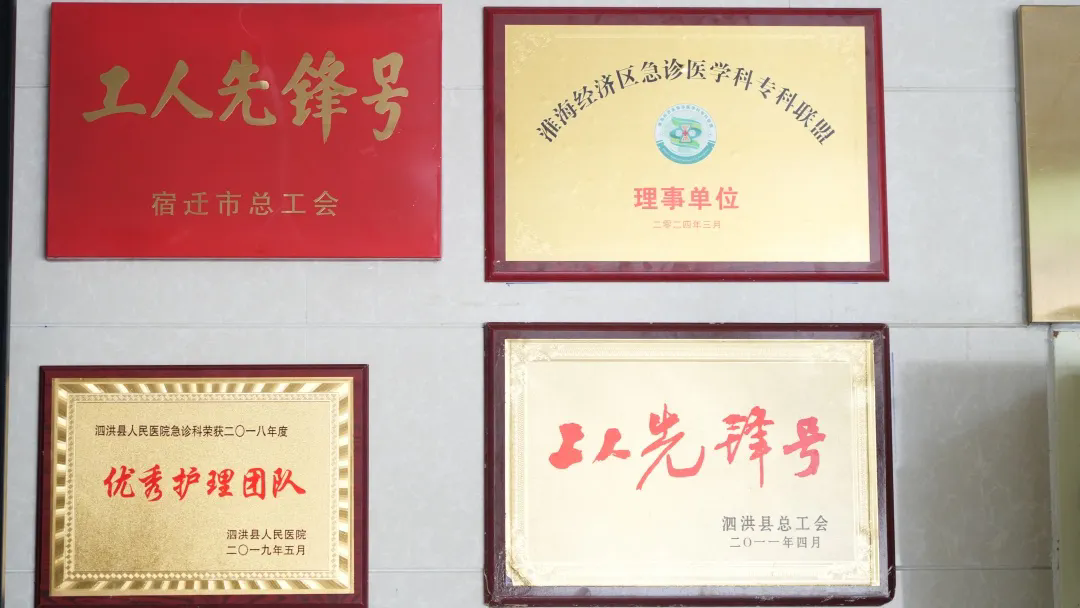 工人先锋号
宿迁市总工会
淮海经济区急诊医学科专科联盟
理事单位
二零二四年三月
泗洪县人民医院急诊科荣获二〇一八年度
优秀护理团队
泗洪县人民医院
二〇一九年五月
工人先锋号
泗洪县总工会
二〇一一年四月